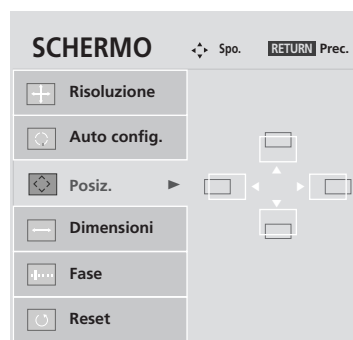 SCHERMO Spo. RETURN Prec.
Risoluzione
Auto config.
Posiz.
Dimensioni
Fase
Reset